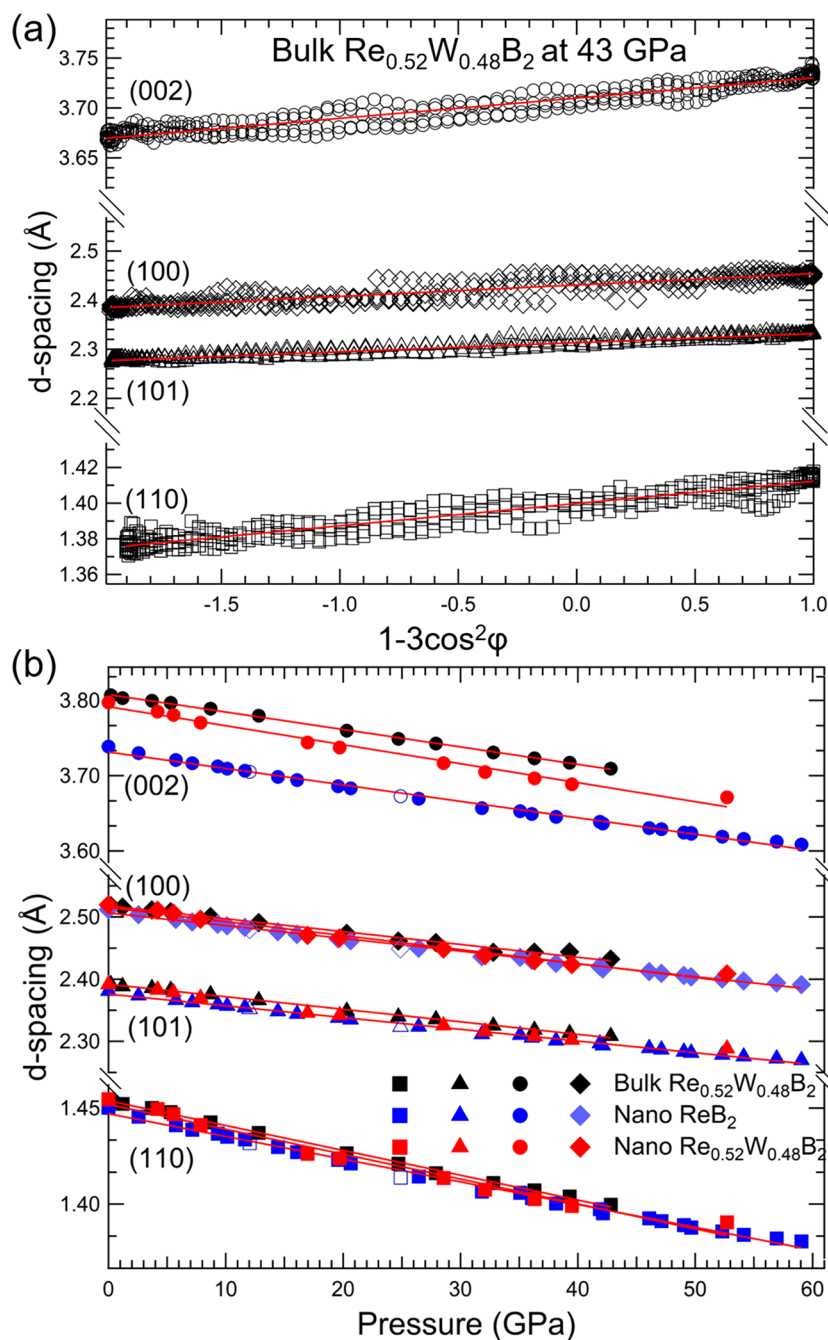 (a)
Bulk Re0.52W0.48B2 at 43 GPa
3.75
(002)
3.70
3.65
d-spacing (Å)
2.5
(100)
2.4
2.3
(101)
2.2
1.42
(110)
1.40
1.38
1.36
-1.5 -1.0 -0.5 0.0 0.5 1.0
1-3cos²φ
(b)
3.80
3.70
(002)
3.60
d-spacing (Å)
(100)
2.50
2.40
(101)
2.30
Bulk Re0.52W0.48B2
1.45
Nano ReB2
(110)
Nano Re0.52W0.48B2
1.40
0 10 20 30 40 50 60
Pressure (GPa)